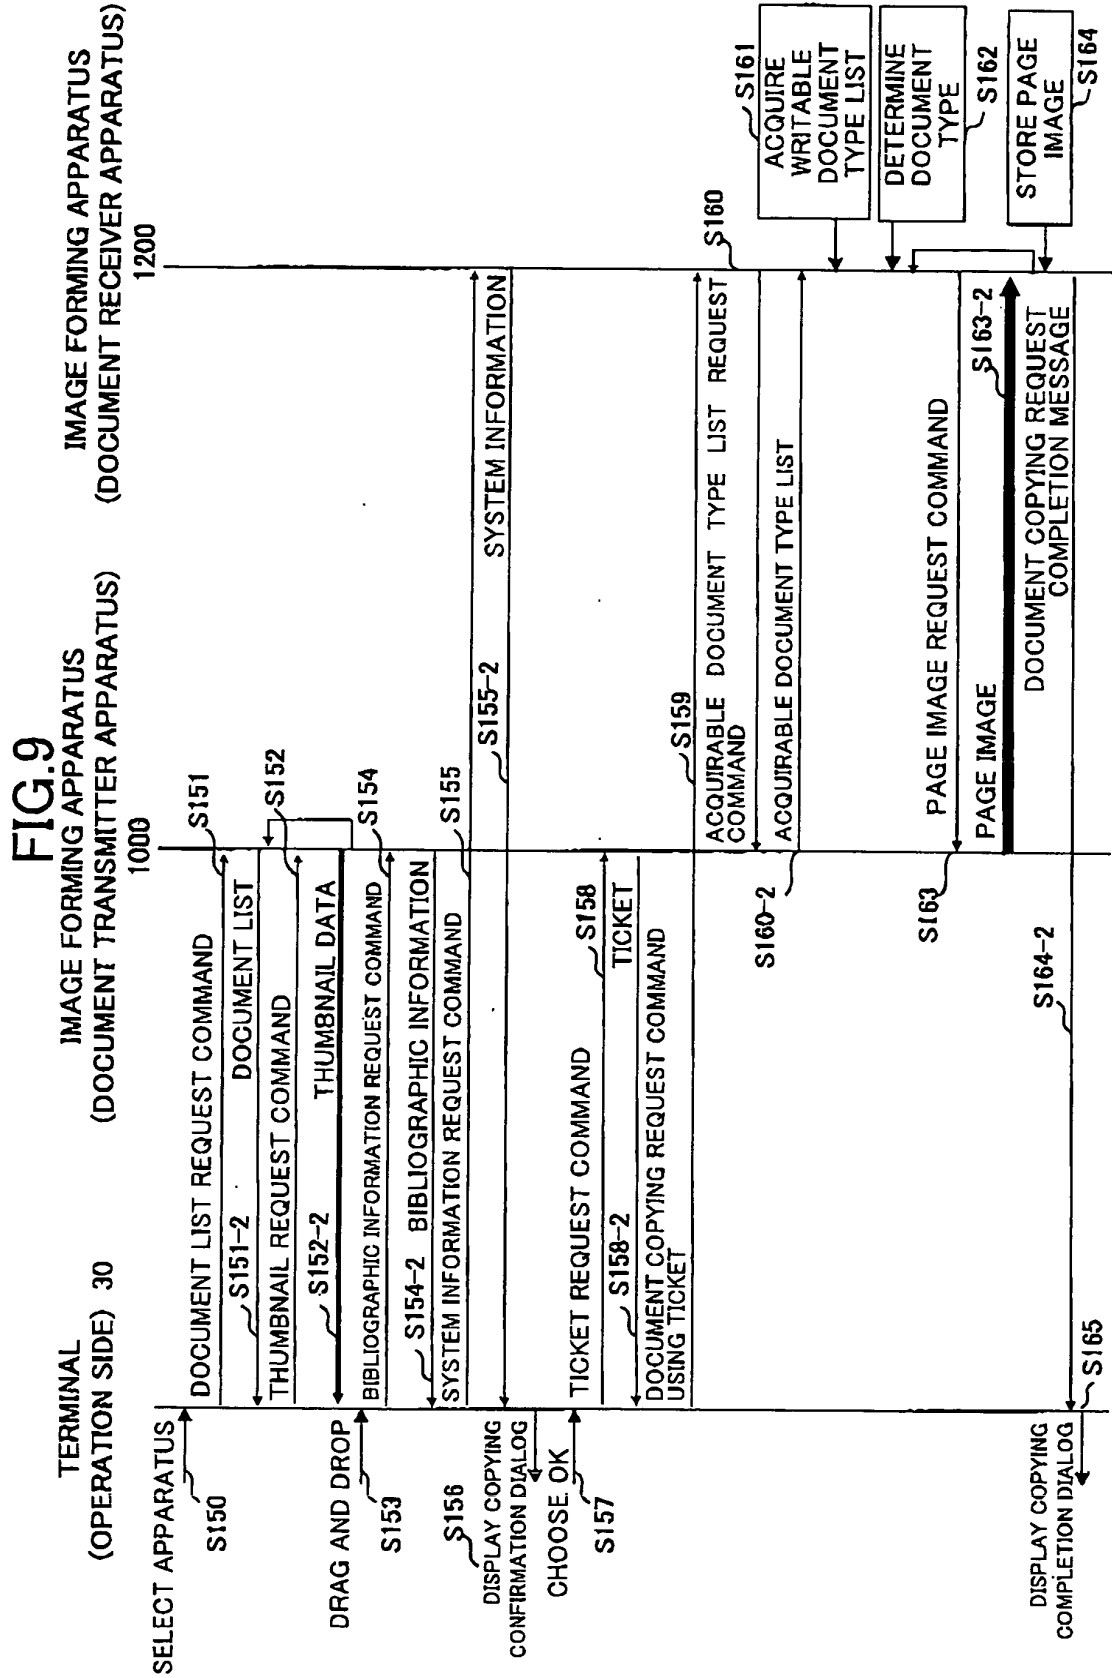 FIG.9
TERMINAL
(OPERATION SIDE) 30
IMAGE FORMING APPARATUS
(DOCUMENT TRANSMITTER APPARATUS)
1000
IMAGE FORMING APPARATUS
(DOCUMENT RECEIVER APPARATUS)
1200
SELECT APPARATUS
S150
DOCUMENT LIST REQUEST COMMAND
S151
S151-2
DOCUMENT LIST
THUMBNAIL REQUEST COMMAND
S152
S152-2
THUMBNAIL DATA
DRAG AND DROP
S153
BIBLIOGRAPHIC INFORMATION REQUEST COMMAND
S154
S154-2
BIBLIOGRAPHIC INFORMATION
SYSTEM INFORMATION REQUEST COMMAND
S155
S155-2
SYSTEM INFORMATION
S156
DISPLAY COPYING
CONFIRMATION DIALOG
CHOOSE OK
S157
TICKET REQUEST COMMAND
S158
S158-2
TICKET
DOCUMENT COPYING REQUEST COMMAND
USING TICKET
S159
ACQUIRABLE DOCUMENT TYPE LIST REQUEST
COMMAND
S160
S160-2
ACQUIRABLE DOCUMENT TYPE LIST
S161
ACQUIRE
WRITABLE
DOCUMENT
TYPE LIST
DETERMINE
DOCUMENT
TYPE
S162
PAGE IMAGE REQUEST COMMAND
S163
PAGE IMAGE
S163-2
STORE PAGE
IMAGE
S164
DOCUMENT COPYING REQUEST
COMPLETION MESSAGE
S164-2
DISPLAY COPYING
COMPLETION DIALOG
S165